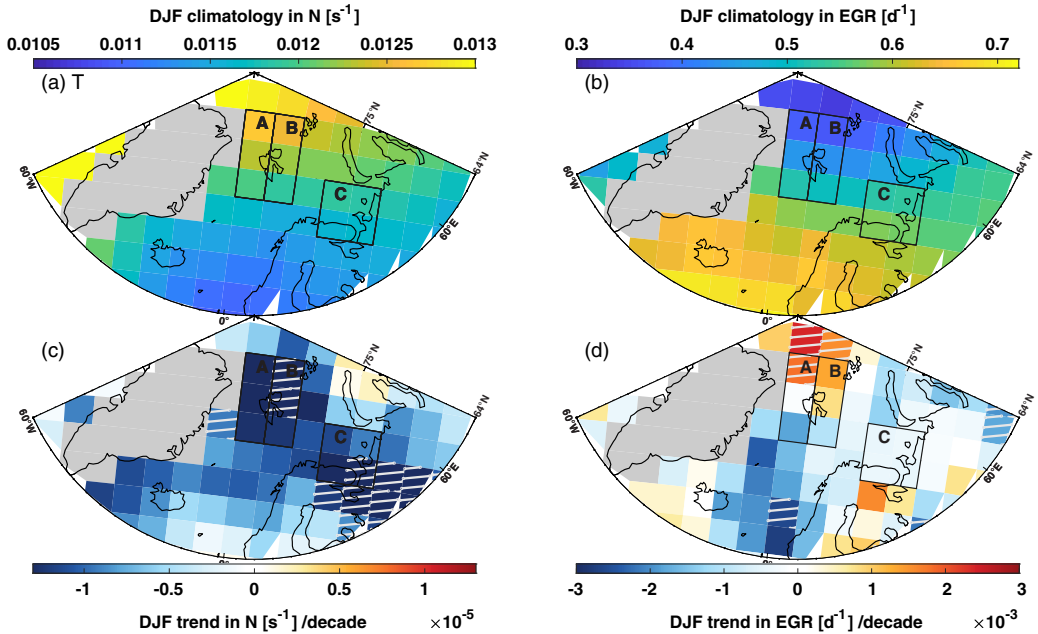 DJF climatology in N [s⁻¹]
0.0105 0.011 0.0115 0.012 0.0125 0.013
(a) T
A B C
75°N
64°N
60°W
60°E
DJF climatology in EGR [d⁻¹]
0.3 0.4 0.5 0.6 0.7
(b)
A B C
75°N
64°N
60°W
60°E
0°
(c)
A B C
75°N
64°N
60°W
60°E
-1 -0.5 0 0.5 1
DJF trend in N [s⁻¹] /decade ×10⁻⁵
0°
(d)
A B C
75°N
64°N
60°W
60°E
-3 -2 -1 0 1 2 3
DJF trend in EGR [d⁻¹] /decade ×10⁻³